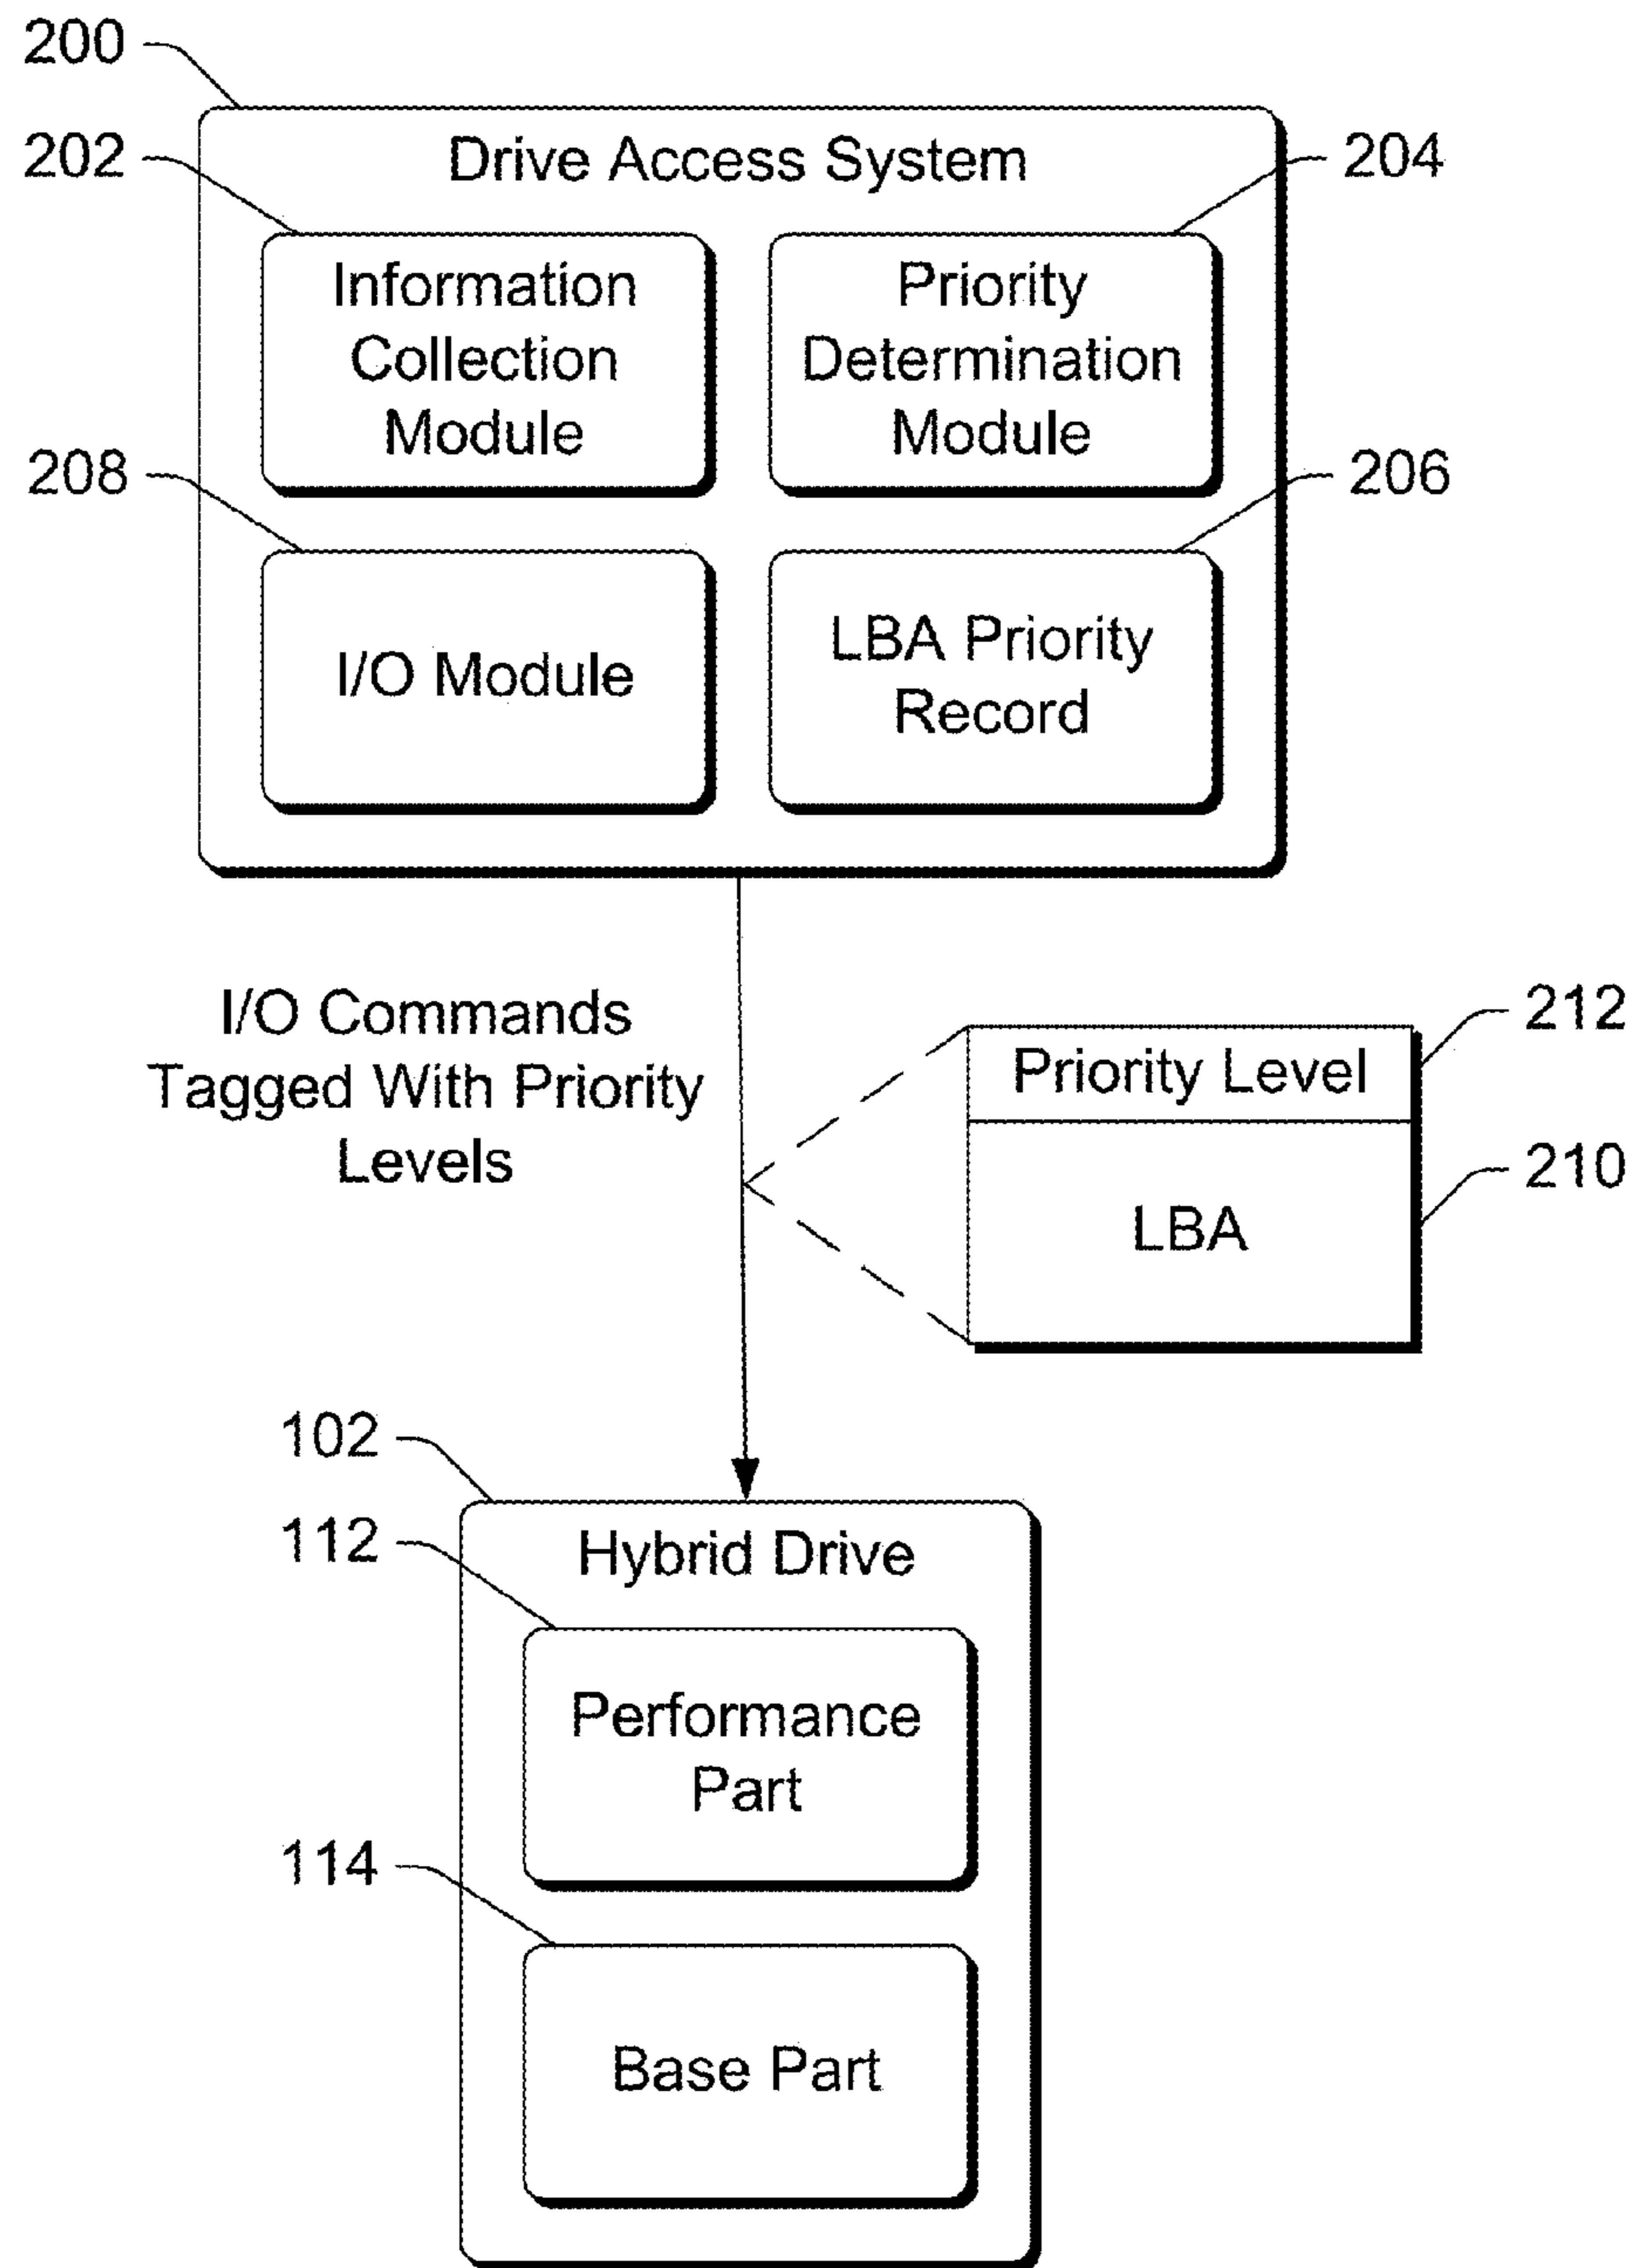 200
Drive Access System
202
204
Information
Collection
Module
Priority
Determination
Module
208
206
I/O Module
LBA Priority
Record
I/O Commands
Tagged With Priority
Levels
Priority Level
212
LBA
210
102
Hybrid Drive
112
Performance
Part
114
Base Part